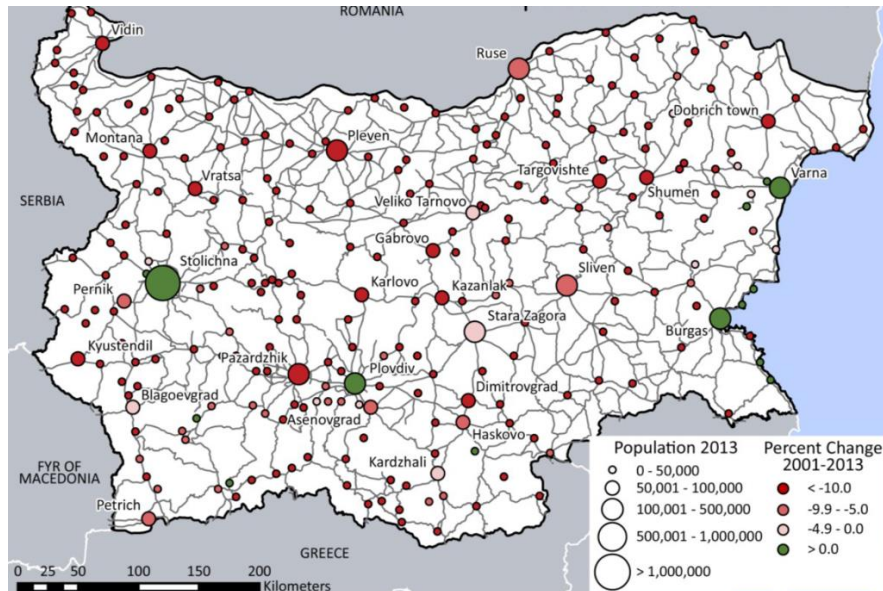 ROMANIA
Vidin
Ruse
Dobrich town
Montana
Pleven
Vratsa
Targovishte
Shumen
Varna
SERBIA
Veliko Tarnovo
Gabrovo
Stolichna
Pernik
Karlovo
Kazanlak
Sliven
Stara Zagora
Burgas
Kyustendil
Pazardzhik
Plovdiv
Dimitrovgrad
Blagoevgrad
Asenovgrad
Haskovo
Kardzhali
FYR OF
MACEDONIA
Petrich
GREECE
Population 2013
0 - 50,000
50,001 - 100,000
100,001 - 500,000
500,001 - 1,000,000
> 1,000,000
Percent Change
2001-2013
< -10.0
-9.9 - -5.0
-4.9 - 0.0
> 0.0
0 25 50 100 150 200
Kilometers